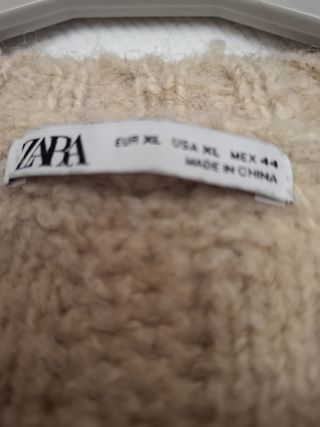 ZARA
EUR XL USA XL MEX 44
MADE IN CHINA